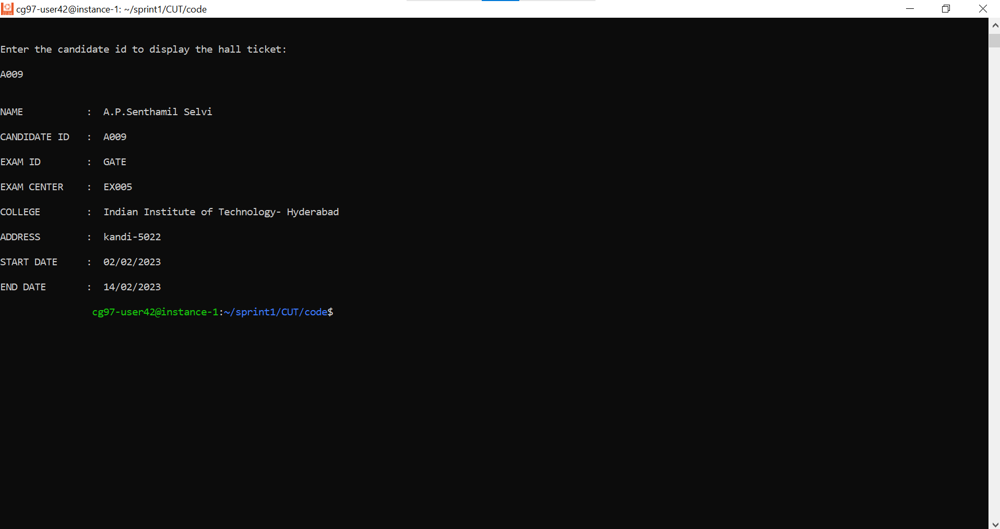 cg97-user42@instance-1: ~/sprint1/CUT/code
Enter the candidate id to display the hall ticket:
A009
NAME           :  A.P.Senthamil Selvi
CANDIDATE ID   :  A009
EXAM ID        :  GATE
EXAM CENTER    :  EX005
COLLEGE        :  Indian Institute of Technology- Hyderabad
ADDRESS        :  kandi-5022
START DATE     :  02/02/2023
END DATE       :  14/02/2023
cg97-user42@instance-1:~/sprint1/CUT/code$